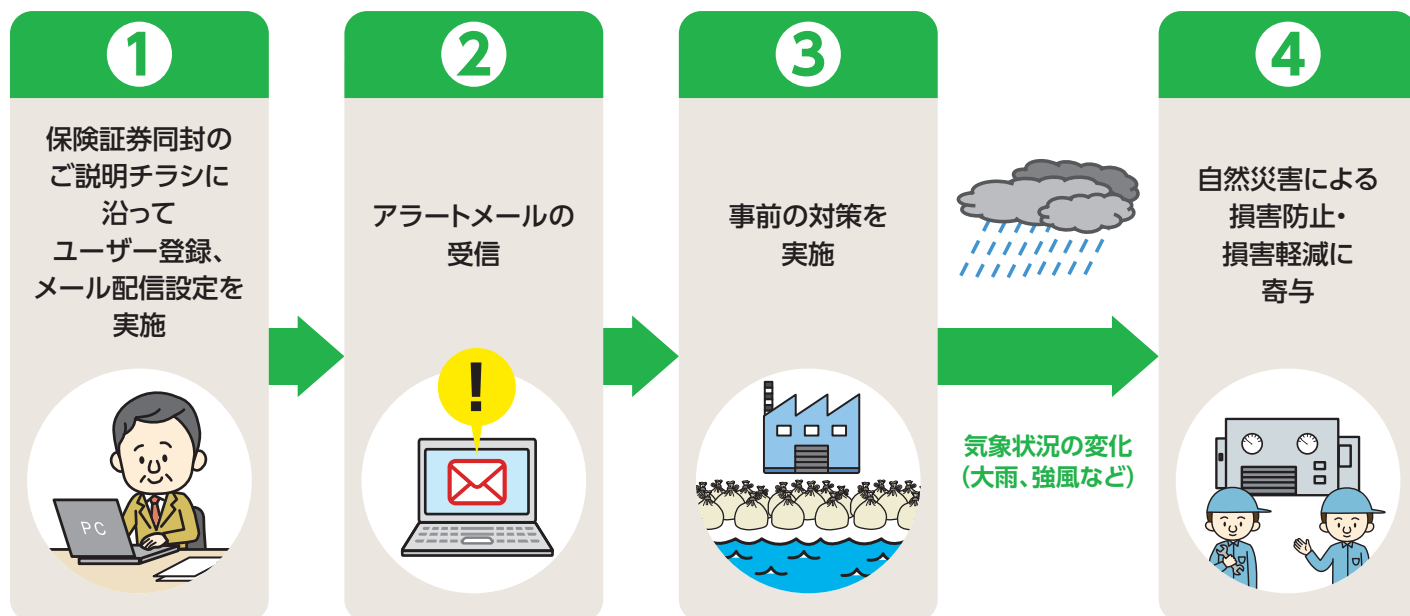 1
保険証券同封の
ご説明チラシに
沿って
ユーザー登録、
メール配信設定を
実施
PC
2
アラートメールの
受信
!
3
事前の対策を
実施
気象状況の変化
(大雨、強風など)
4
自然災害による
損害防止・
損害軽減に
寄与